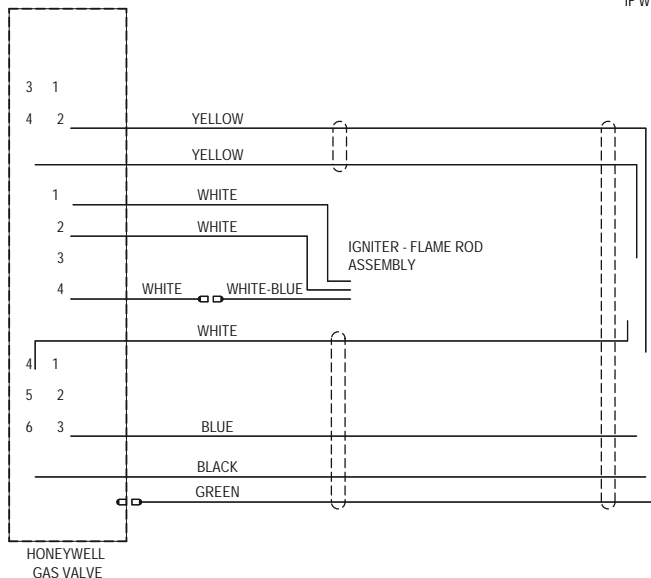 IF W
3 1
4 2
YELLOW
YELLOW
1
WHITE
2
WHITE
3
IGNITER - FLAME ROD
ASSEMBLY
4
WHITE
WHITE-BLUE
WHITE
4 1
5 2
6 3
BLUE
BLACK
GREEN
HONEYWELL
GAS VALVE